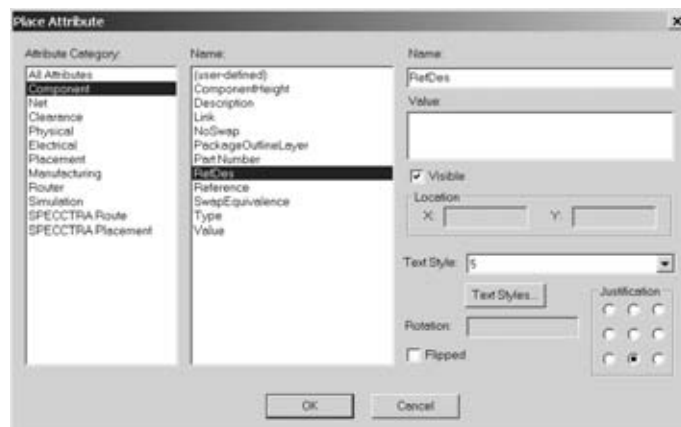 Place Attribute
Attribute Category:
All Attributes
Component
Net
Clearance
Physical
Electrical
Placement
Manufacturing
Router
Simulation
SPECCTRA Route
SPECCTRA Placement
Name:
(user-defined)
ComponentHeight
Description
Link
NoSwap
PackageOutlineLayer
Part Number
RefDes
Reference
SwapEquivalence
Type
Value
Name:
RefDes
Value:
Visible
Location
X:
Y:
Text Style:
5
Text Styles...
Justification
Rotation:
Flipped
OK
Cancel